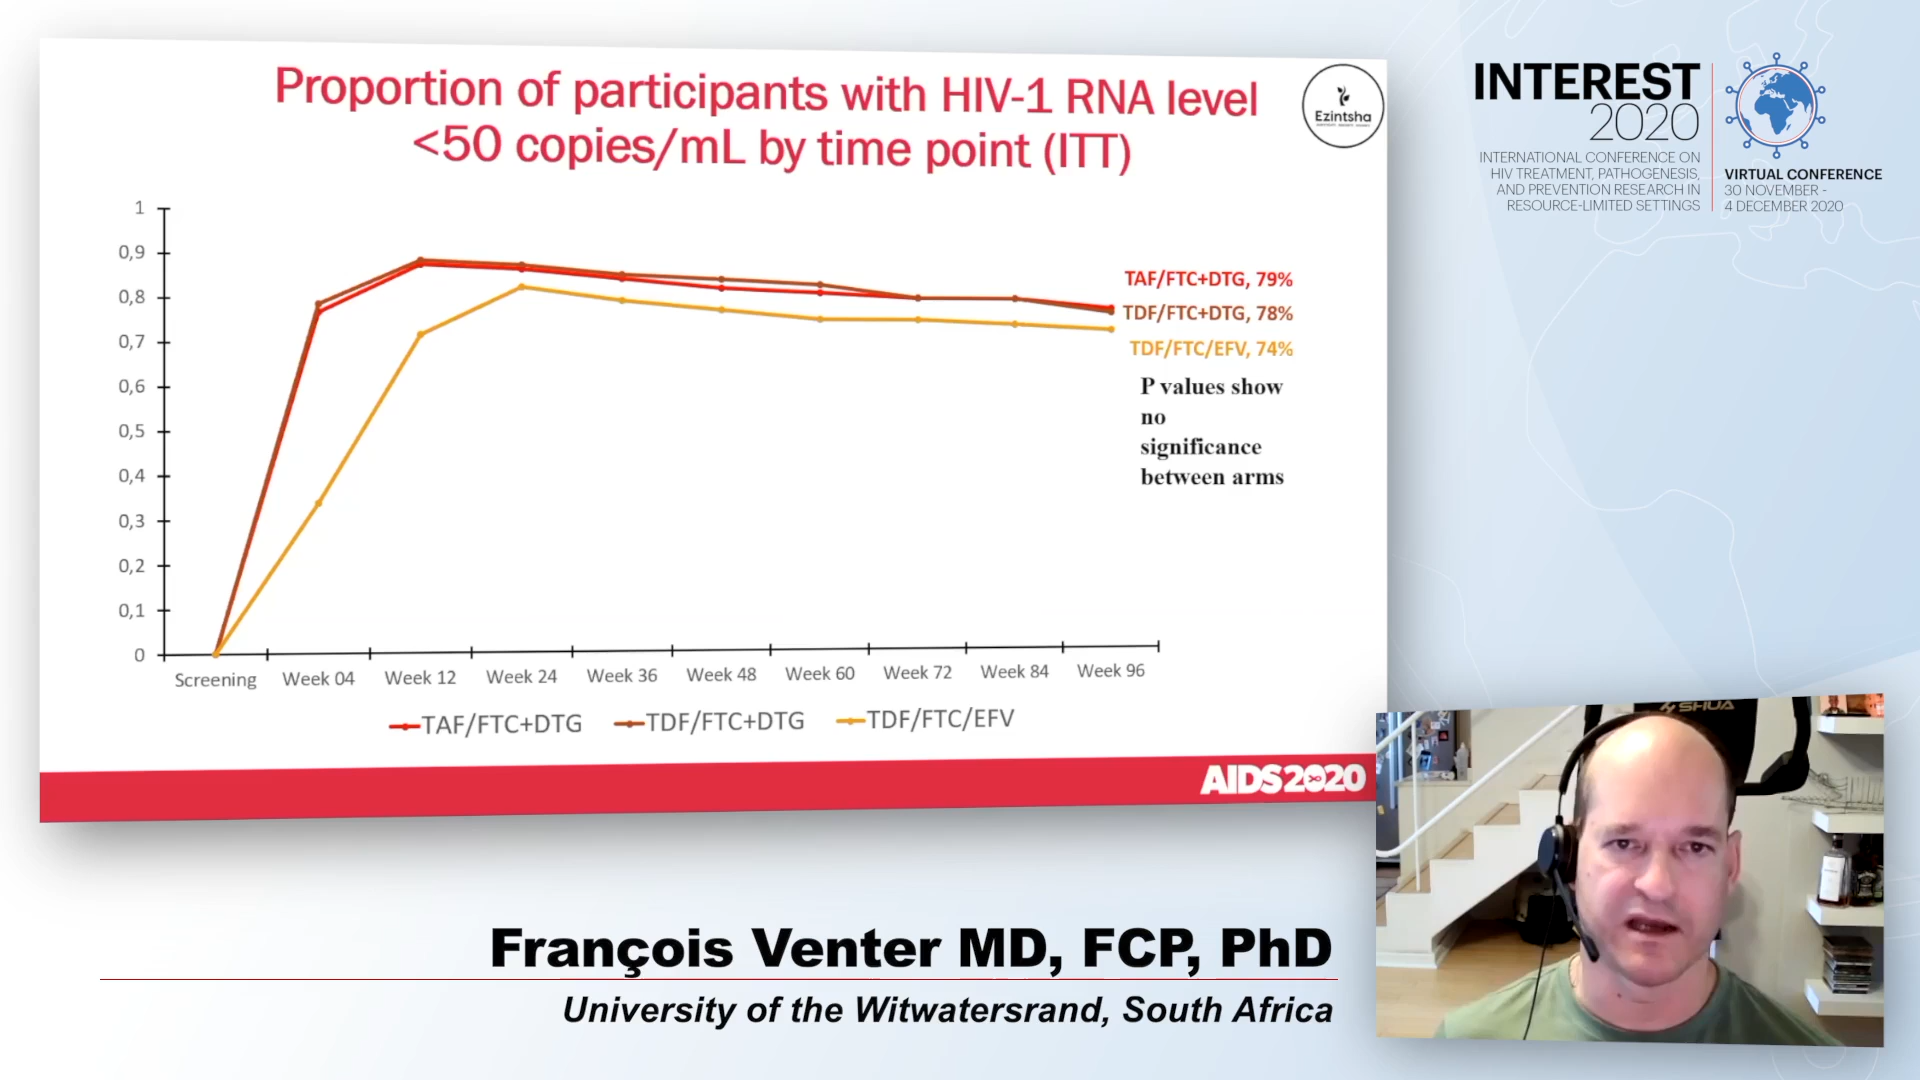 Proportion of participants with HIV-1 RNA level
<50 copies/mL by time point (ITT)
Ezintsha
1
0,9
0,8
0,7
0,6
0,5
0,4
0,3
0,2
0,1
0
TAF/FTC+DTG, 79%
TDF/FTC+DTG, 78%
TDF/FTC/EFV, 74%
P values show
no
significance
between arms
Screening Week 04 Week 12 Week 24 Week 36 Week 48 Week 60 Week 72 Week 84 Week 96
TAF/FTC+DTG TDF/FTC+DTG TDF/FTC/EFV
AIDS2020
INTEREST
2020
INTERNATIONAL CONFERENCE ON
HIV TREATMENT, PATHOGENESIS,
AND PREVENTION RESEARCH IN
RESOURCE-LIMITED SETTINGS
VIRTUAL CONFERENCE
30 NOVEMBER -
4 DECEMBER 2020
SHUA
François Venter MD, FCP, PhD
University of the Witwatersrand, South Africa